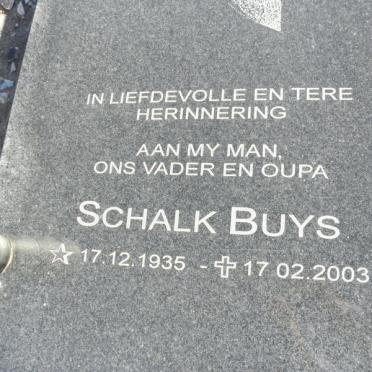 IN LIEFDEVOLLE EN TERE
HERINNERING
AAN MY MAN,
ONS VADER EN OUPA
SCHALK BUYS
☆ 17.12.1935 - ✞ 17 02.2003